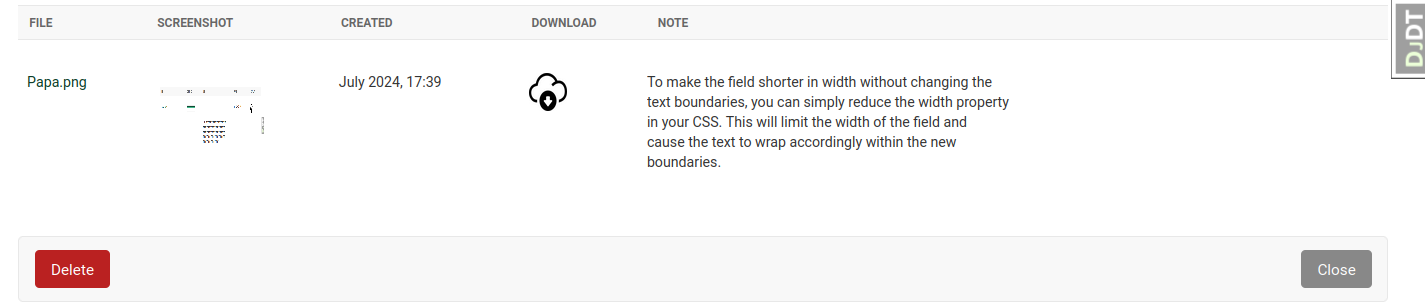 FILE SCREENSHOT CREATED DOWNLOAD NOTE
DJDT
Papa.png July 2024, 17:39 To make the field shorter in width without changing the
text boundaries, you can simply reduce the width property
in your CSS. This will limit the width of the field and
cause the text to wrap accordingly within the new
boundaries.
Delete Close